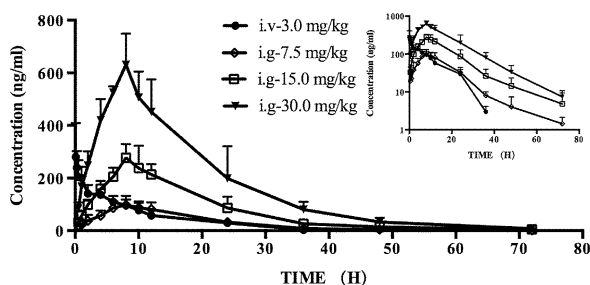 Concentration (ng/ml)
800
600
400
200
0
0
10
20
30
40
50
60
70
80
TIME （H）
i.v-3.0 mg/kg
i.g-7.5 mg/kg
i.g-15.0 mg/kg
i.g-30.0 mg/kg
Concentration (ng/ml)
1000
100
10
1
0
20
40
60
80
TIME （H）